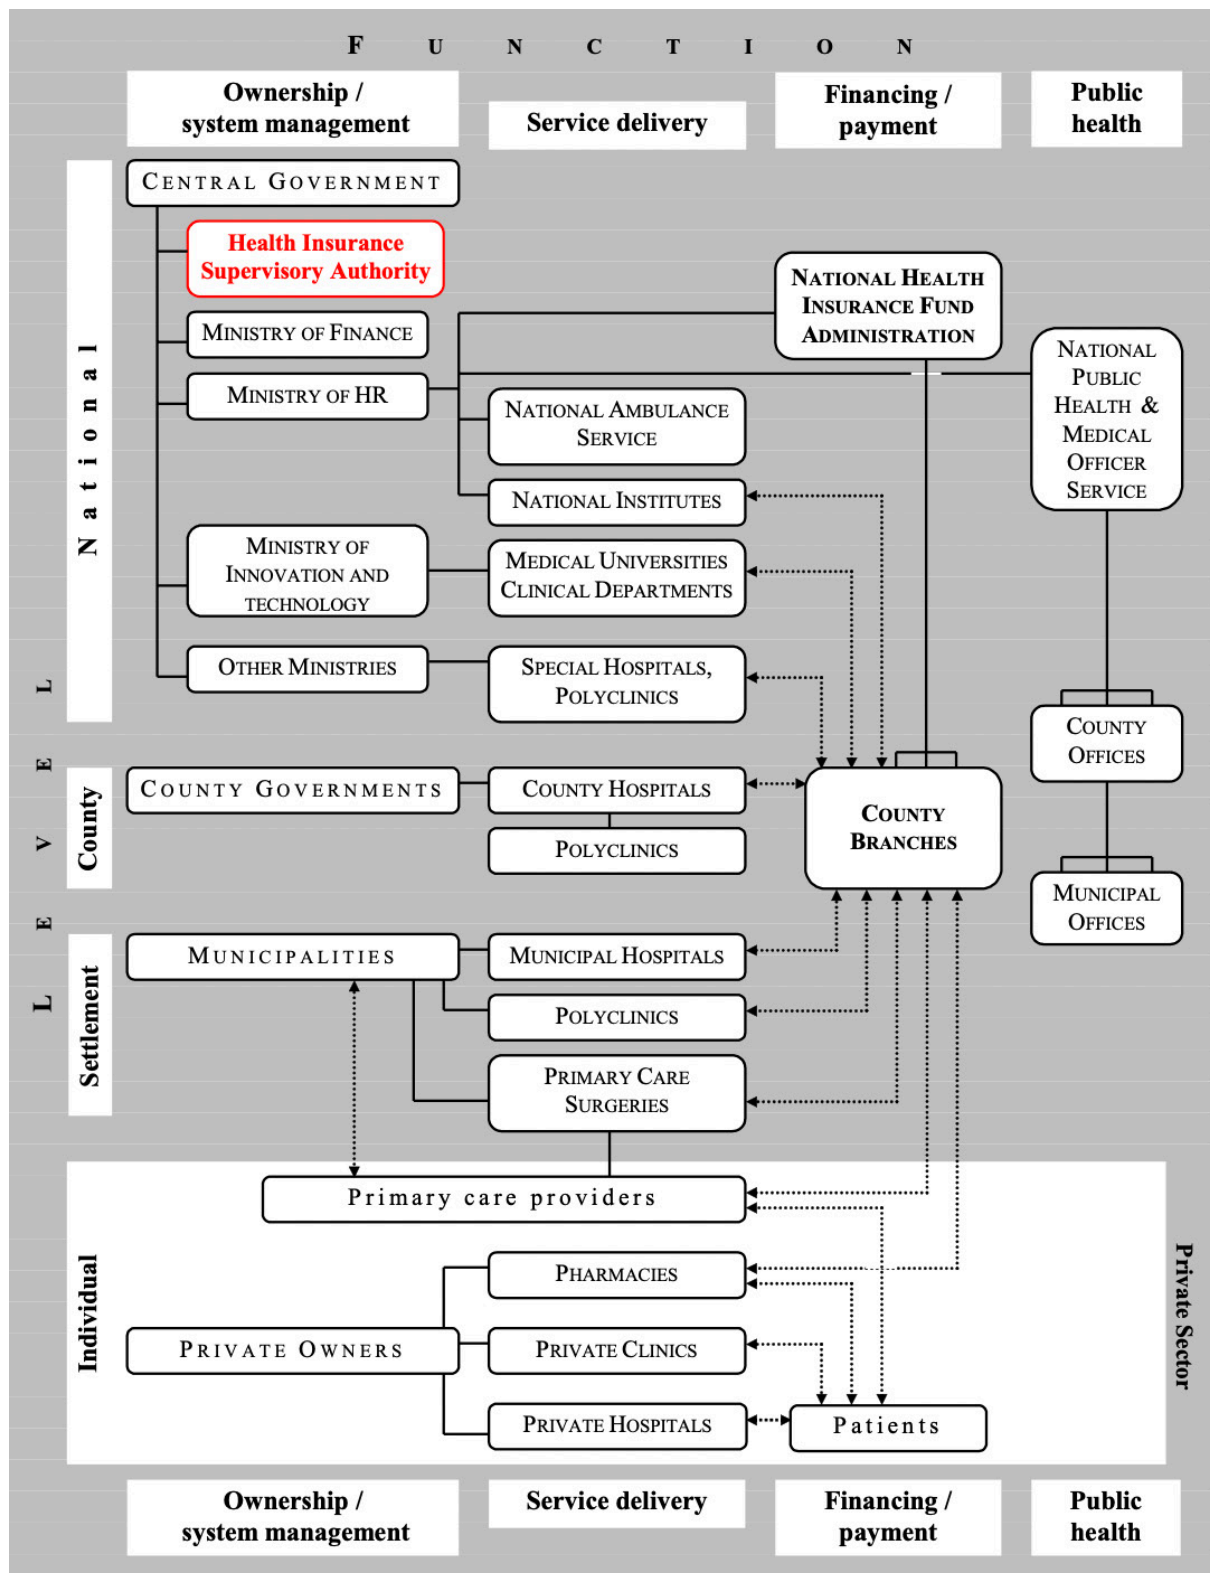 FUNCTION
Ownership /
system management
Service delivery
Financing /
payment
Public
health
LEVEL
National
CENTRAL GOVERNMENT
Health Insurance
Supervisory Authority
MINISTRY OF FINANCE
MINISTRY OF HR
MINISTRY OF
INNOVATION AND
TECHNOLOGY
OTHER MINISTRIES
NATIONAL AMBULANCE
SERVICE
NATIONAL INSTITUTES
MEDICAL UNIVERSITIES
CLINICAL DEPARTMENTS
SPECIAL HOSPITALS,
POLYCLINICS
NATIONAL HEALTH
INSURANCE FUND
ADMINISTRATION
NATIONAL
PUBLIC
HEALTH &
MEDICAL
OFFICER
SERVICE
County
COUNTY GOVERNMENTS
COUNTY HOSPITALS
POLYCLINICS
COUNTY
BRANCHES
COUNTY
OFFICES
MUNICIPAL
OFFICES
Settlement
MUNICIPALITIES
MUNICIPAL HOSPITALS
POLYCLINICS
PRIMARY CARE
SURGERIES
Individual
Primary care providers
PHARMACIES
PRIVATE OWNERS
PRIVATE CLINICS
PRIVATE HOSPITALS
Patients
Private Sector
Ownership /
system management
Service delivery
Financing /
payment
Public
health